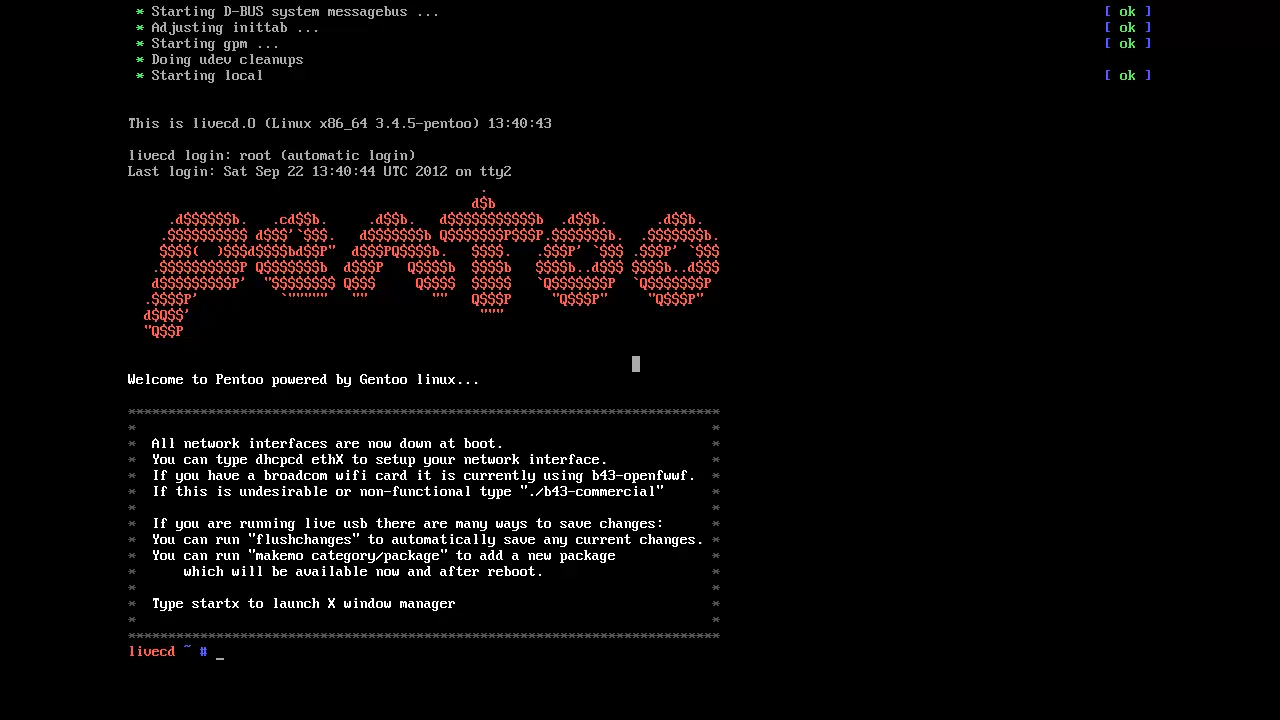 * Starting D-BUS system messagebus ... [ ok ]
* Adjusting inittab ... [ ok ]
* Starting gpm ... [ ok ]
* Doing udev cleanups
* Starting local [ ok ]
This is livecd.O (Linux x86_64 3.4.5-pentoo) 13:40:43
livecd login: root (automatic login)
Last login: Sat Sep 22 13:40:44 UTC 2012 on tty2
Pentoo
Welcome to Pentoo powered by Gentoo linux...
**************************************************************************
* *
* All network interfaces are now down at boot. *
* You can type dhcpcd ethX to setup your network interface. *
* If you have a broadcom wifi card it is currently using b43-openfwwf. *
* If this is undesirable or non-functional type "./b43-commercial" *
* *
* If you are running live usb there are many ways to save changes: *
* You can run "flushchanges" to automatically save any current changes. *
* You can run "makemo category/package" to add a new package *
* which will be available now and after reboot. *
* *
* Type startx to launch X window manager *
* *
**************************************************************************
livecd ~ # _